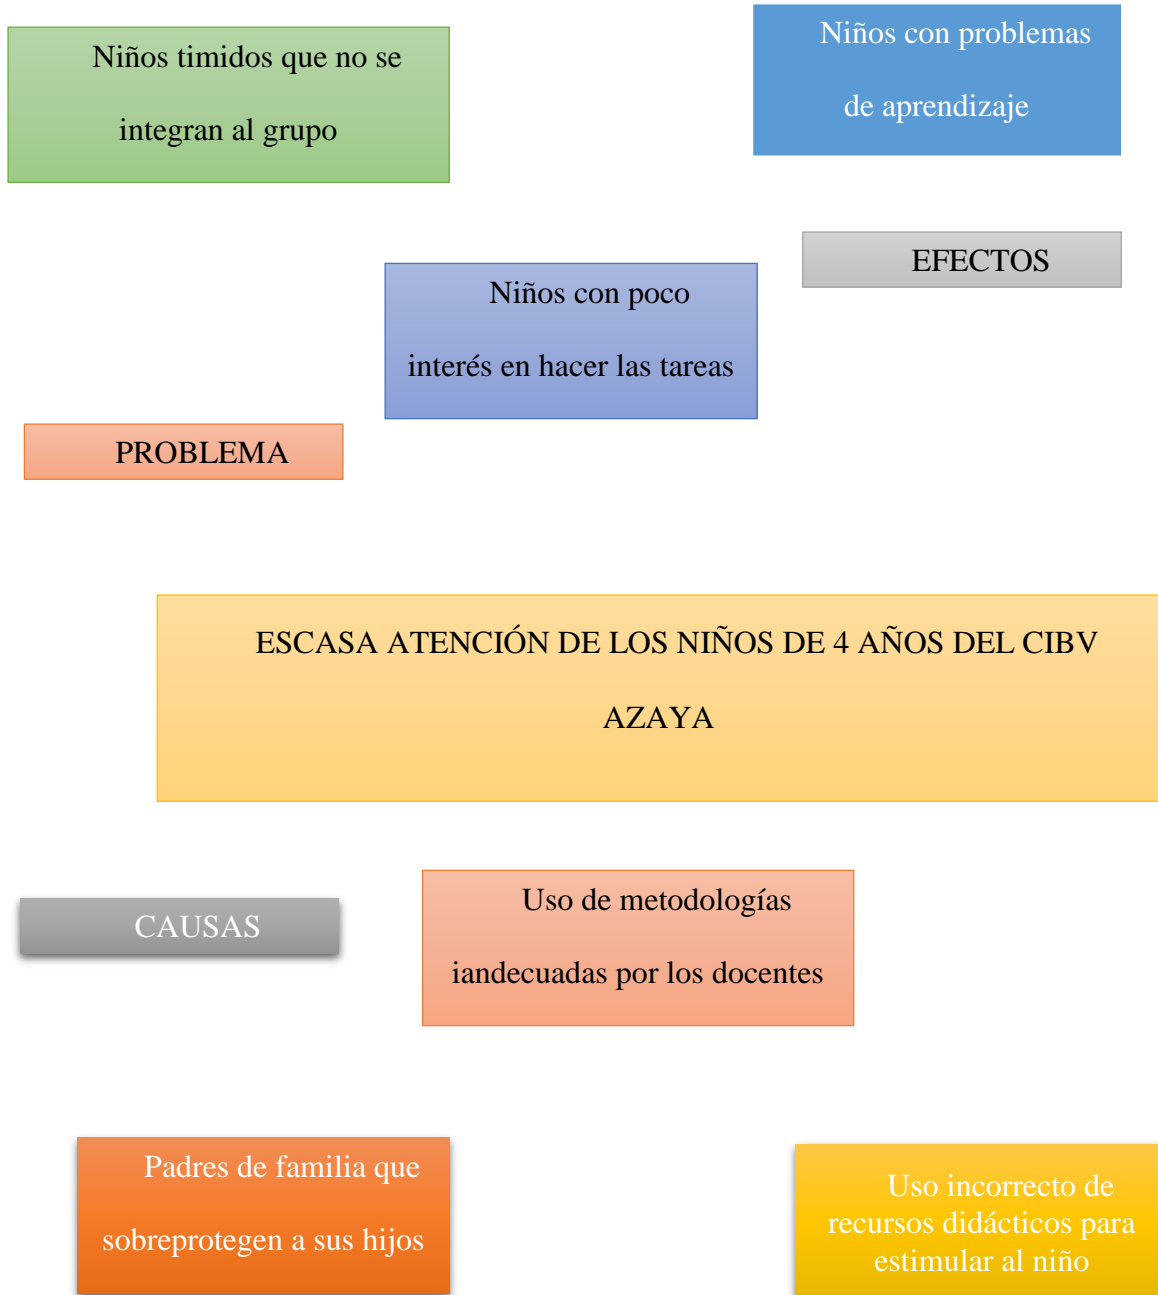 Niños timidos que no se
integran al grupo
Niños con problemas
de aprendizaje
EFECTOS
Niños con poco
interés en hacer las tareas
PROBLEMA
ESCASA ATENCIÓN DE LOS NIÑOS DE 4 AÑOS DEL CIBV
AZAYA
CAUSAS
Uso de metodologías
iandecuadas por los docentes
Padres de familia que
sobreprotegen a sus hijos
Uso incorrecto de
recursos didácticos para
estimular al niño